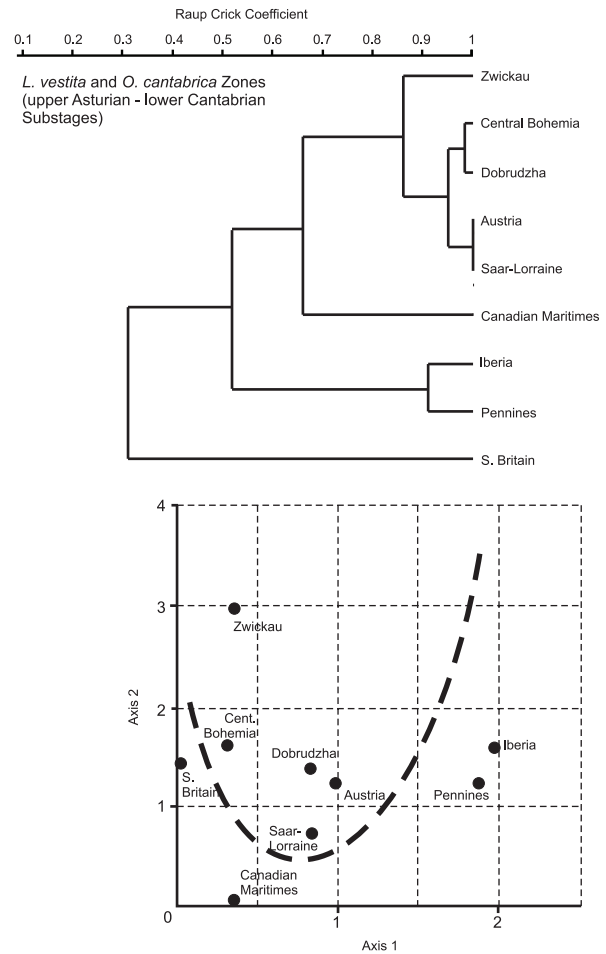 Raup Crick Coefficient
0.1 0.2 0.3 0.4 0.5 0.6 0.7 0.8 0.9 1
L. vestita and O. cantabrica Zones
(upper Asturian - lower Cantabrian
Substages)
Zwickau
Central Bohemia
Dobrudzha
Austria
Saar-Lorraine
Canadian Maritimes
Iberia
Pennines
S. Britain
4
3
Zwickau
2
Axis 2
Cent.
Bohemia
Dobrudzha
Iberia
S.
Britain
Austria
Pennines
1
Saar-
Lorraine
Canadian
Maritimes
0 1 2
Axis 1